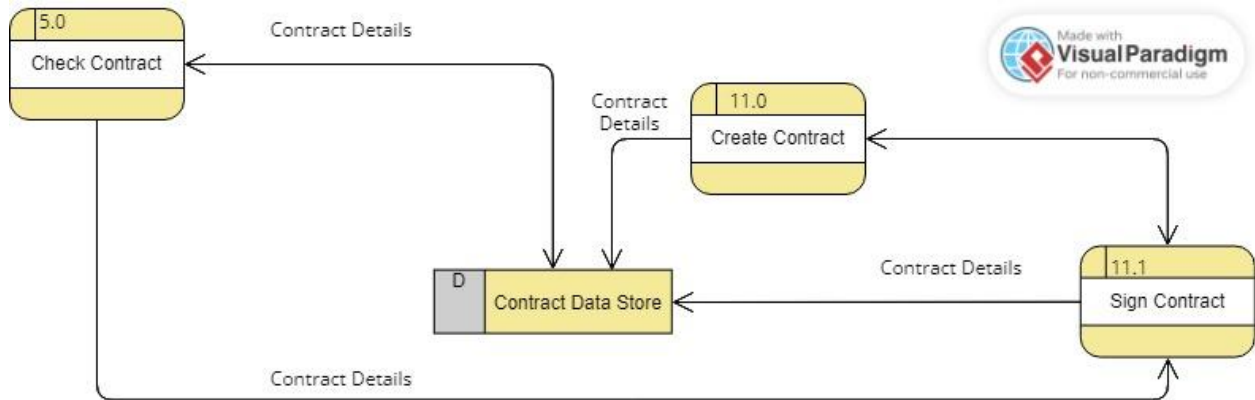 5.0
Check Contract
Contract Details
Made with
Visual Paradigm
For non-commercial use
Contract
Details
11.0
Create Contract
D
Contract Data Store
Contract Details
11.1
Sign Contract
Contract Details